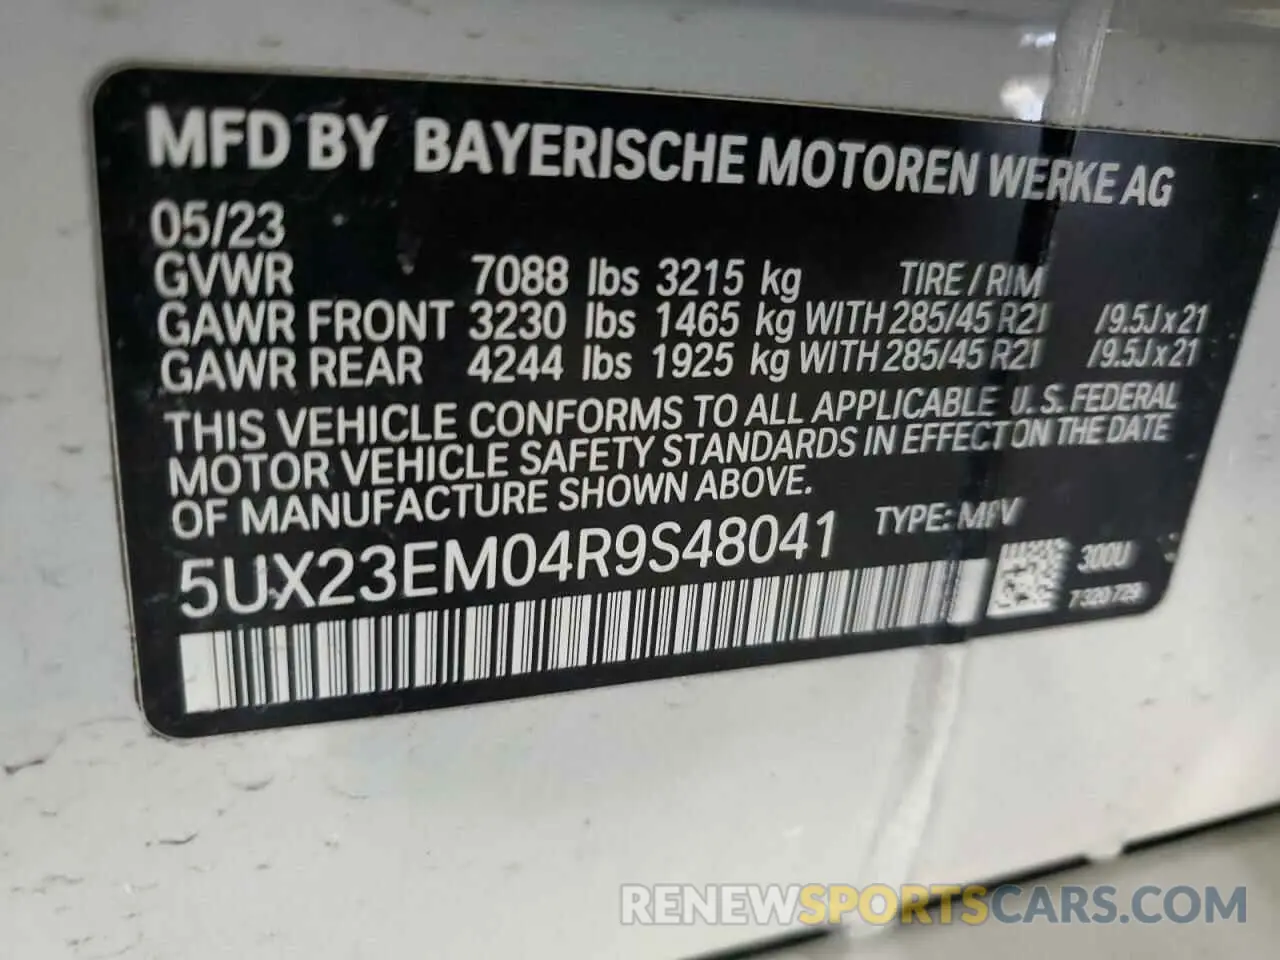 MFD BY BAYERISCHE MOTOREN WERKE AG
05/23
GVWR 7088 lbs 3215 kg TIRE / RIM
GAWR FRONT 3230 lbs 1465 kg WITH 285/45 R21 /9.5J x 21
GAWR REAR 4244 lbs 1925 kg WITH 285/45 R21 /9.5J x 21
THIS VEHICLE CONFORMS TO ALL APPLICABLE U. S. FEDERAL
MOTOR VEHICLE SAFETY STANDARDS IN EFFECT ON THE DATE
OF MANUFACTURE SHOWN ABOVE.
5UX23EM04R9S48041 TYPE: MPV
300U
7 320 729
RENEWSPORTSCARS.COM